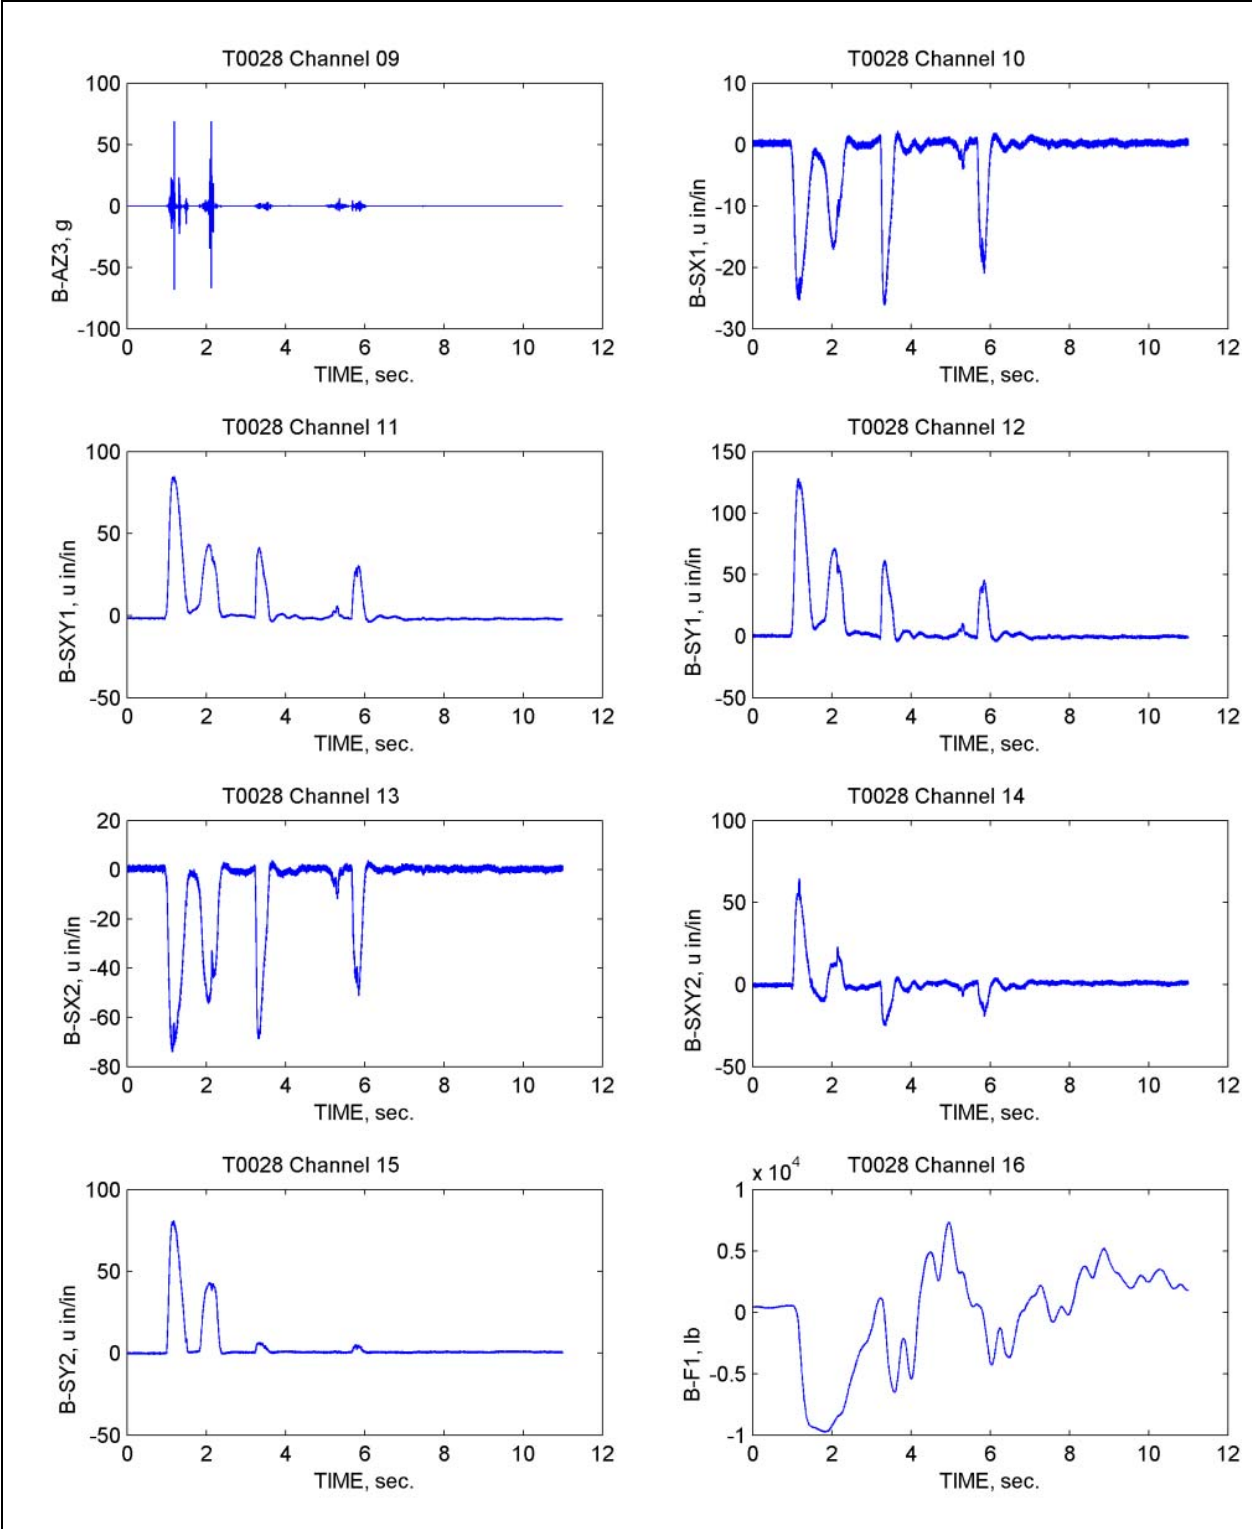 T0028 Channel 09
100
50
0
-50
-100
B-AZ3, g
0 2 4 6 8 10 12
TIME, sec.
T0028 Channel 10
10
0
-10
-20
-30
B-SX1, u in/in
0 2 4 6 8 10 12
TIME, sec.
T0028 Channel 11
100
50
0
-50
B-SXY1, u in/in
0 2 4 6 8 10 12
TIME, sec.
T0028 Channel 12
150
100
50
0
-50
B-SY1, u in/in
0 2 4 6 8 10 12
TIME, sec.
T0028 Channel 13
20
0
-20
-40
-60
-80
B-SX2, u in/in
0 2 4 6 8 10 12
TIME, sec.
T0028 Channel 14
100
50
0
-50
B-SXY2, u in/in
0 2 4 6 8 10 12
TIME, sec.
T0028 Channel 15
100
50
0
-50
B-SY2, u in/in
0 2 4 6 8 10 12
TIME, sec.
T0028 Channel 16
x 10⁴
1
0.5
0
-0.5
-1
B-F1, lb
0 2 4 6 8 10 12
TIME, sec.